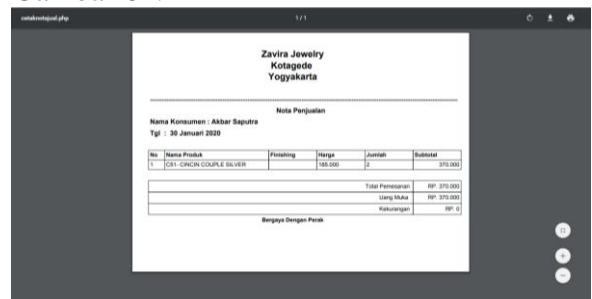 cetaknotajual.php
1/1
Zavira Jewelry
Kotagede
Yogyakarta
Nota Penjualan
Nama Konsumen : Akbar Saputra
Tgl : 30 Januari 2020
No Nama Produk Finishing Harga Jumlah Subtotal
1 C51- CINCIN COUPLE SILVER 185.000 2 370.000
Total Pemesanan RP. 370.000
Uang Muka RP. 370.000
Kekurangan RP. 0
Bergaya Dengan Perak